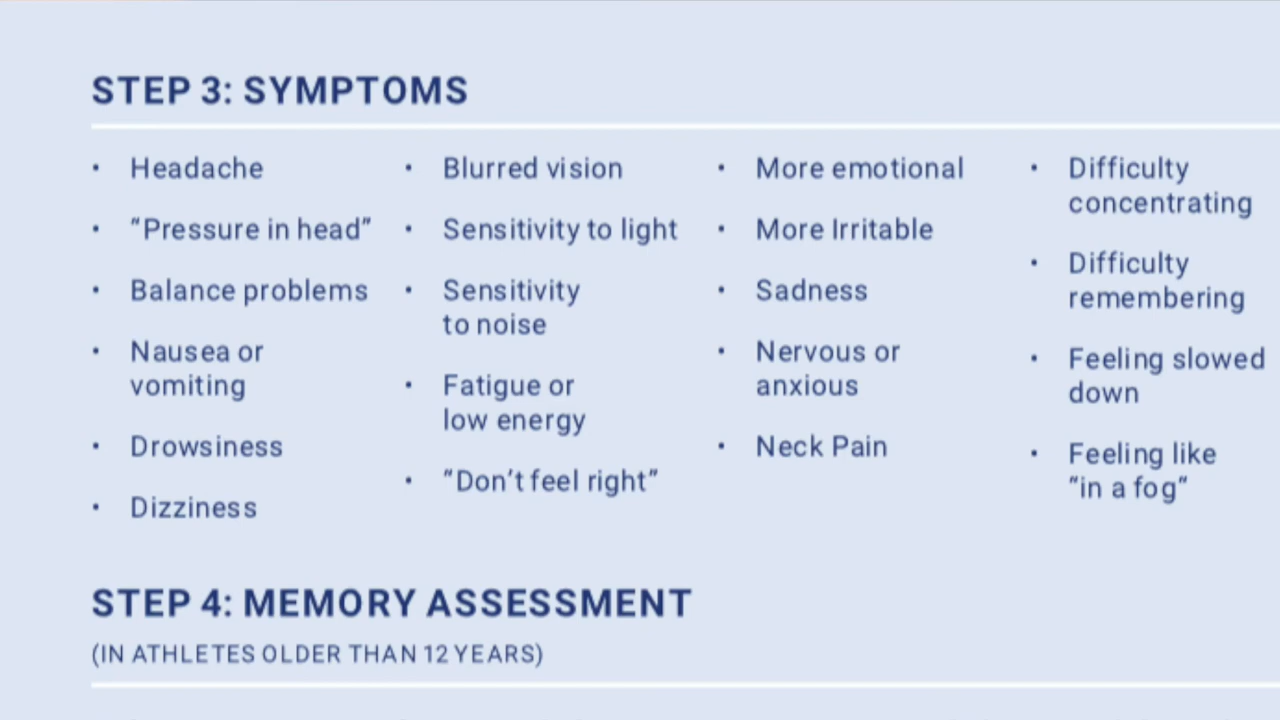 STEP 3: SYMPTOMS
• Headache
• “Pressure in head”
• Balance problems
• Nausea or
vomiting
• Drowsiness
• Dizziness
• Blurred vision
• Sensitivity to light
• Sensitivity
to noise
• Fatigue or
low energy
• “Don’t feel right”
• More emotional
• More Irritable
• Sadness
• Nervous or
anxious
• Neck Pain
• Difficulty
concentrating
• Difficulty
remembering
• Feeling slowed
down
• Feeling like
“in a fog“
STEP 4: MEMORY ASSESSMENT
(IN ATHLETES OLDER THAN 12 YEARS)